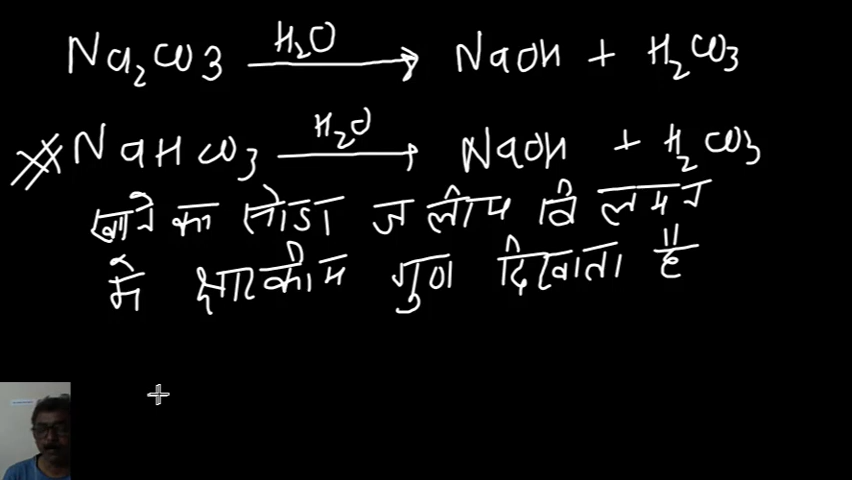 Na₂CO₃ —H₂O→ NaOH + H₂CO₃
NaHCO₃ —H₂O→ NaOH + H₂CO₃
खाने का सोडा जलीय विलयन
में क्षारकीय गुण दिखाता है